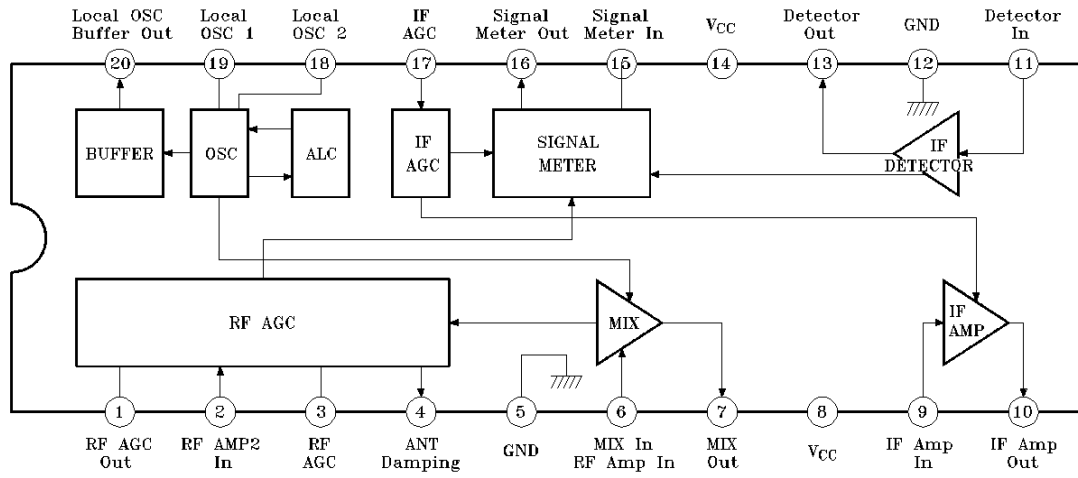 Local OSC
Buffer Out
Local
OSC 1
Local
OSC 2
IF
AGC
Signal
Meter Out
Signal
Meter In
VCC
Detector
Out
GND
Detector
In
20
19
18
17
16
15
14
13
12
11
BUFFER
OSC
ALC
IF
AGC
SIGNAL
METER
IF
DETECTOR
RF AGC
MIX
IF
AMP
1
2
3
4
5
6
7
8
9
10
RF AGC
Out
RF AMP2
In
RF
AGC
ANT
Damping
GND
MIX In
RF Amp In
MIX
Out
VCC
IF Amp
In
IF Amp
Out